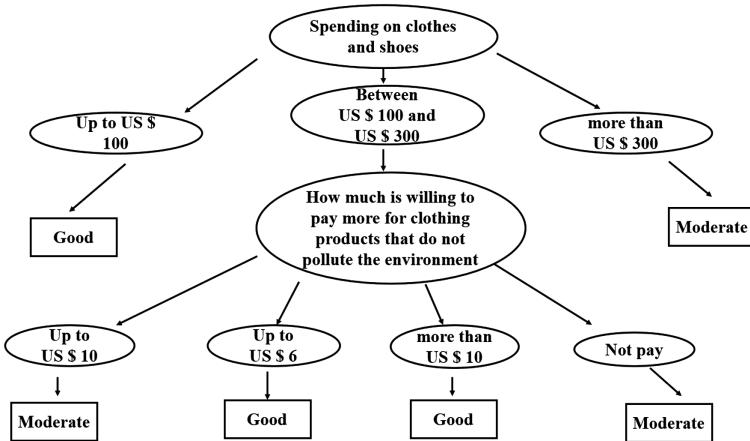 Spending on clothes
and shoes
Up to US $
100
Between
US $ 100 and
US $ 300
more than
US $ 300
Good
How much is willing to
pay more for clothing
products that do not
pollute the environment
Moderate
Up to
US $ 10
Up to
US $ 6
more than
US $ 10
Not pay
Moderate
Good
Good
Moderate